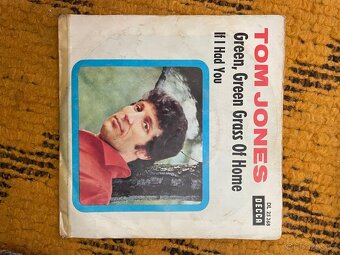 TOM JONES
Green, Green Grass Of Home
If I Had You
DECCA
DL 25 268